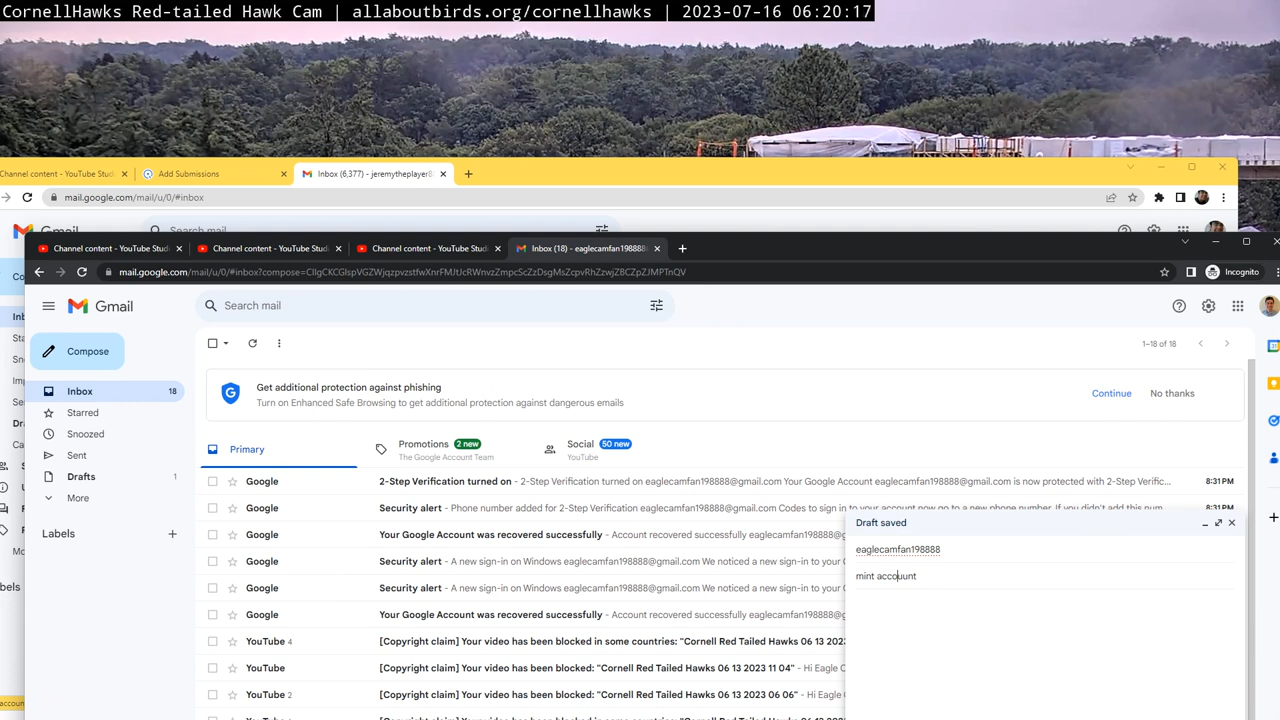 CornellHawks Red-tailed Hawk Cam | allaboutbirds.org/cornellhawks | 2023-07-16 06:20:17
Channel content - YouTube Studi
Add Submissions
Inbox (6,377) - jeremytheplayer8
mail.google.com/mail/u/0/#inbox
Search mail
Channel content - YouTube Studi
Channel content - YouTube Studi
Channel content - YouTube Studi
Inbox (18) - eaglecamfan198888
Incognito
Gmail
Search mail
Compose
1–18 of 18
Get additional protection against phishing
Turn on Enhanced Safe Browsing to get additional protection against dangerous emails
Continue
No thanks
Inbox 18
Starred
Snoozed
Sent
Drafts 1
More
Labels
Primary
Promotions 2 new
The Google Account Team
Social 50 new
YouTube
Google 2-Step Verification turned on - 2-Step Verification turned on eaglecamfan198888@gmail.com Your Google Account eaglecamfan198888@gmail.com is now protected with 2-Step Verific... 8:31 PM
Google Security alert - Phone number added for 2-Step Verification eaglecamfan198888@gmail.com Codes to sign in to your account now go to a new phone number. If you didn't add this num... 8:31 PM
Google Your Google Account was recovered successfully - Account recovered successfully eaglecamfan198888@g
Google Security alert - A new sign-in on Windows eaglecamfan198888@gmail.com We noticed a new sign-in to your
Google Security alert - A new sign-in on Windows eaglecamfan198888@gmail.com We noticed a new sign-in to your
Google Your Google Account was recovered successfully - Account recovered successfully eaglecamfan198888@g
YouTube 4 [Copyright claim] Your video has been blocked in some countries: "Cornell Red Tailed Hawks 06 13 2023
YouTube [Copyright claim] Your video has been blocked: "Cornell Red Tailed Hawks 06 13 2023 11 04" - Hi Eagle
YouTube 2 [Copyright claim] Your video has been blocked: "Cornell Red Tailed Hawks 06 13 2023 06 06" - Hi Eagle
Draft saved
eaglecamfan198888
mint accouunt